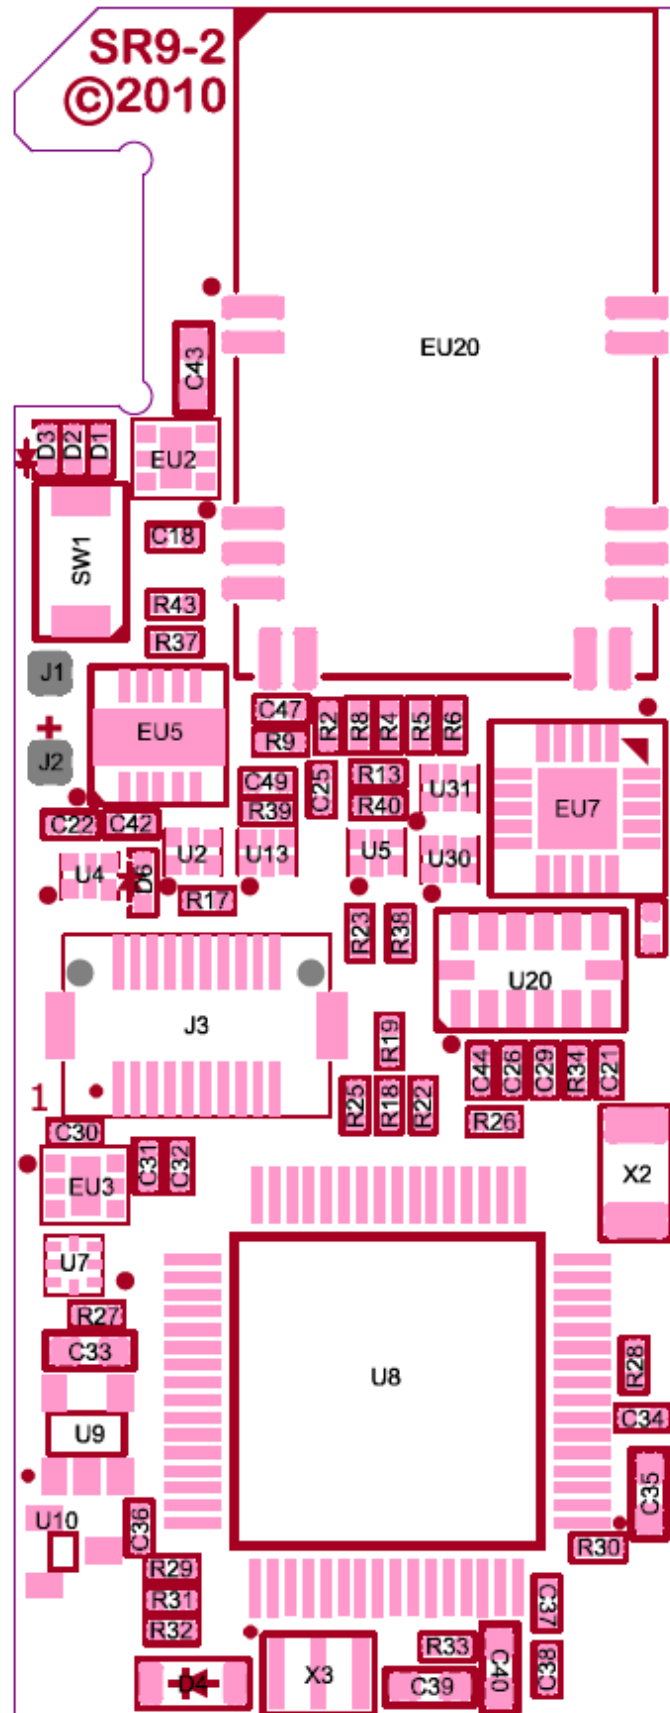 SR9-2
©2010
EU20
C43
D3 D2 D1
EU2
SW1
C18
R43
R37
J1
+
J2
EU5
C47
R9
R2 R8 R4 R5 R6
C49
R39
C25
R13
R40
U31
EU7
C22 C42
U4
D6
U2
U13
U5
U30
R17
R23 R38
U20
J3
R19
1
R25 R18 R22
C44 C26 C29 R34 C21
R26
C30
C31 C32
EU3
X2
U7
R27
C33
U8
R28
U9
C34
C35
U10
C36
R30
R29
R31
R32
C37
R33
D4
X3
C39
C40
C38